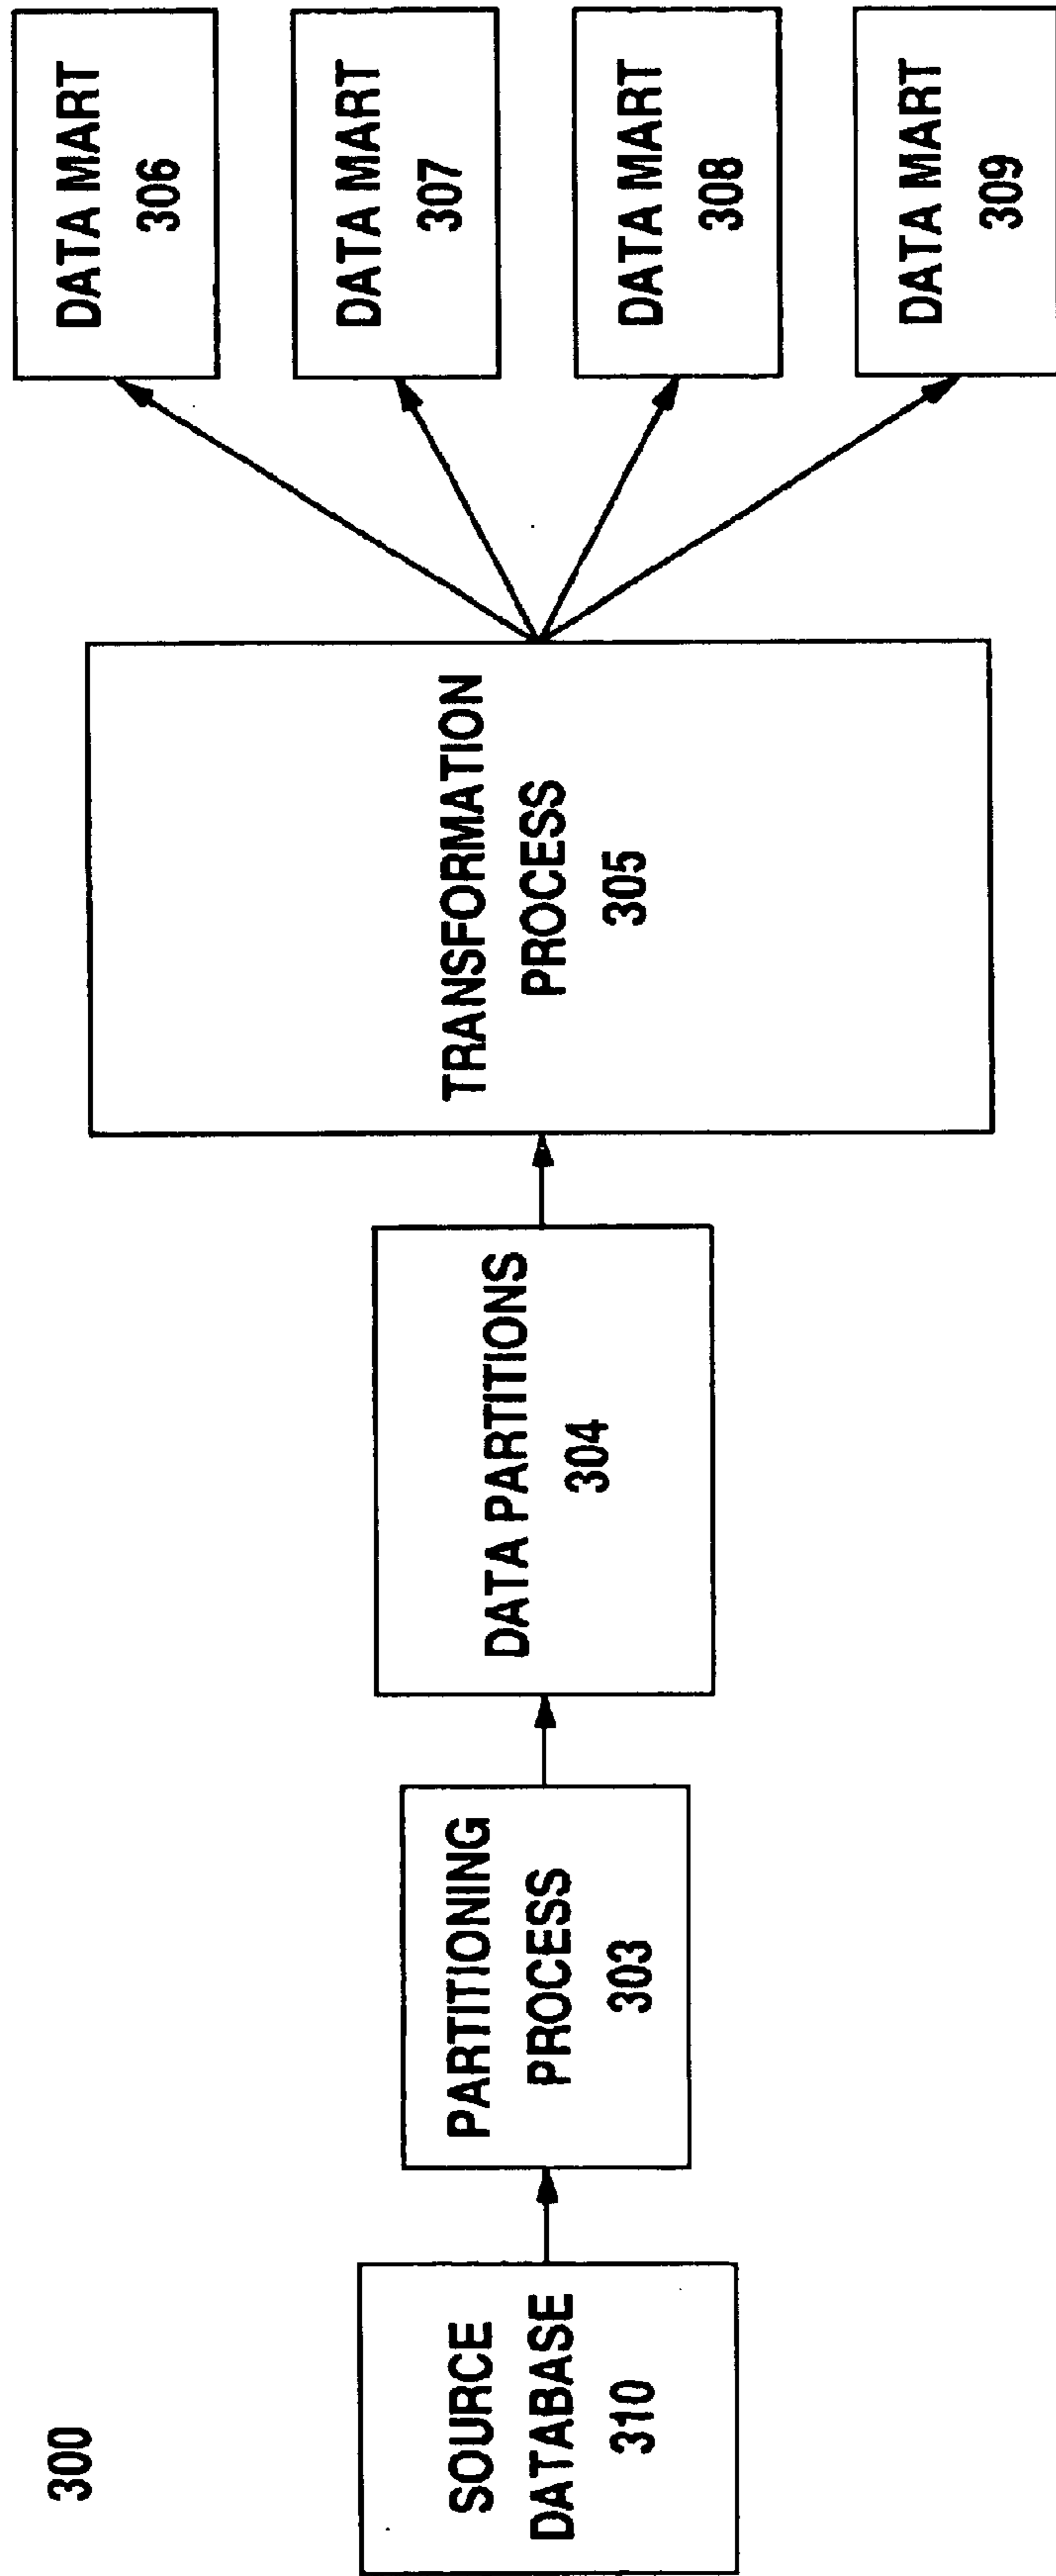 300
SOURCE
DATABASE
310
PARTITIONING
PROCESS
303
DATA PARTITIONS
304
TRANSFORMATION
PROCESS
305
DATA MART
306
DATA MART
307
DATA MART
308
DATA MART
309